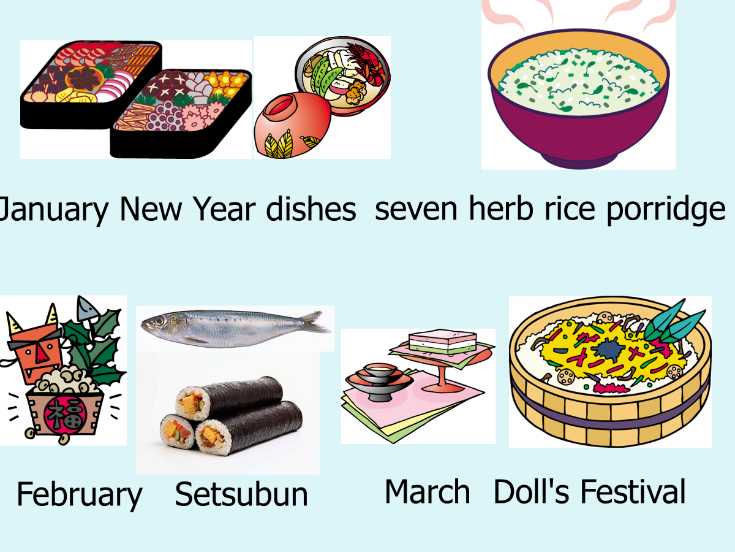 January New Year dishes seven herb rice porridge
福
February Setsubun March Doll's Festival